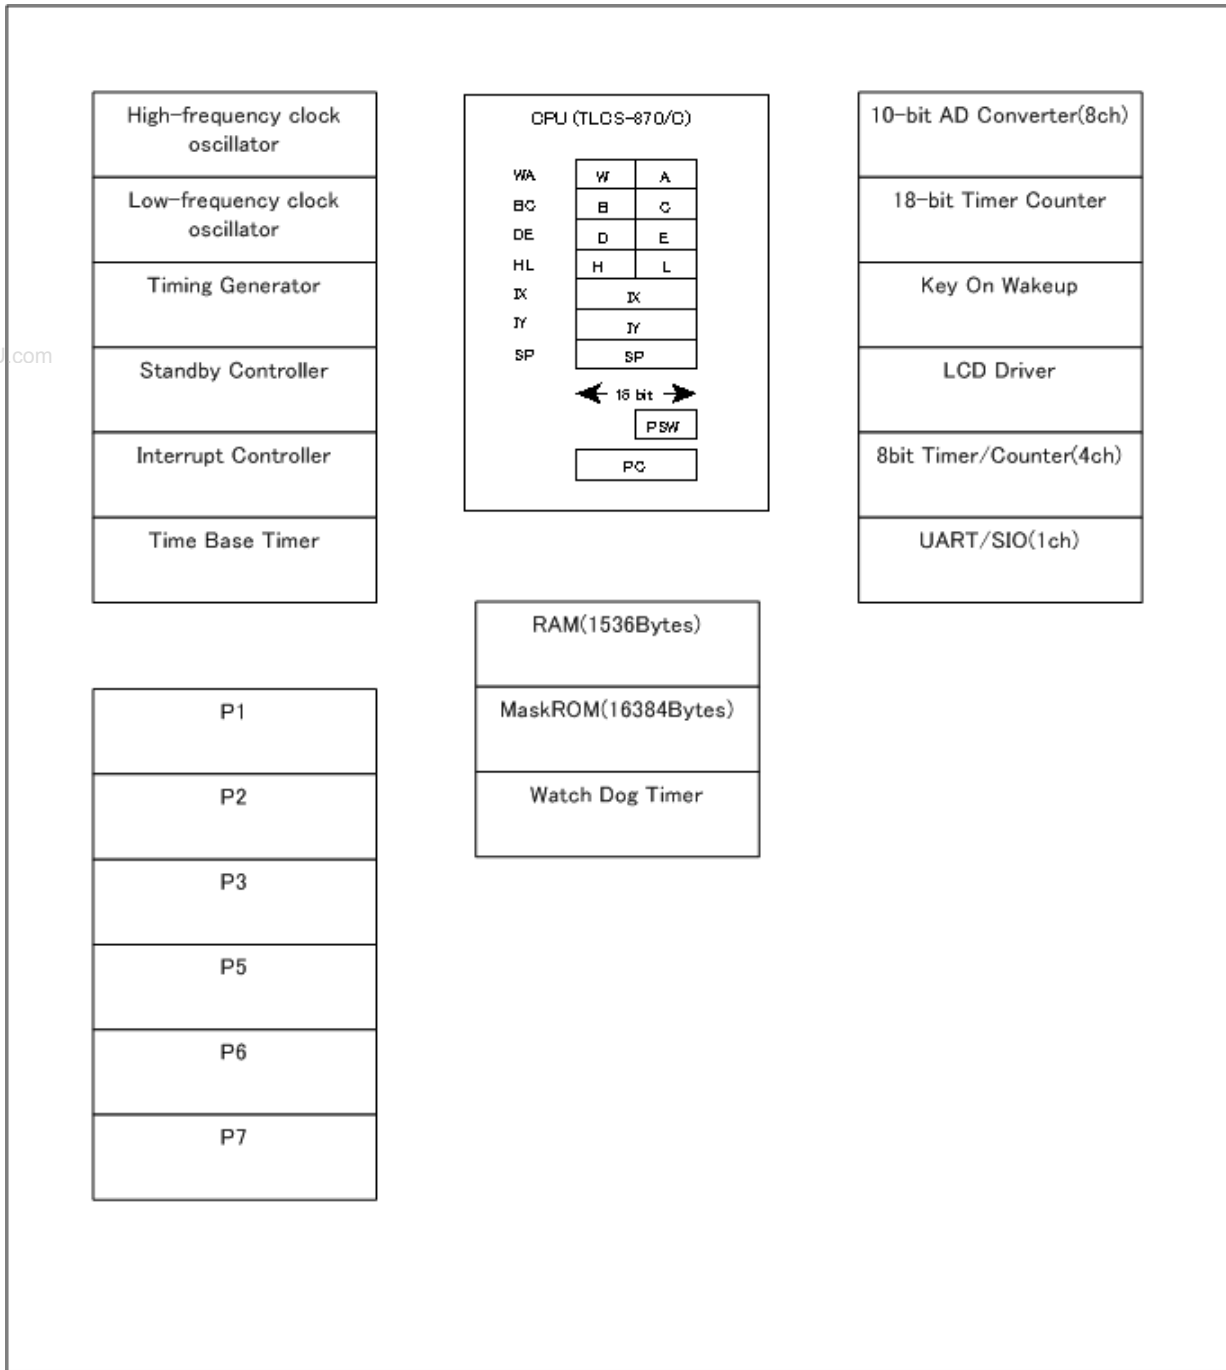 High-frequency clock
oscillator
Low-frequency clock
oscillator
Timing Generator
Standby Controller
Interrupt Controller
Time Base Timer
CPU (TLCS-870/C)
WA W A
BC B C
DE D E
HL H L
IX IX
IY IY
SP SP
16 bit
PSW
PC
10-bit AD Converter(8ch)
18-bit Timer Counter
Key On Wakeup
LCD Driver
8bit Timer/Counter(4ch)
UART/SIO(1ch)
RAM(1536Bytes)
MaskROM(16384Bytes)
Watch Dog Timer
P1
P2
P3
P5
P6
P7
.com